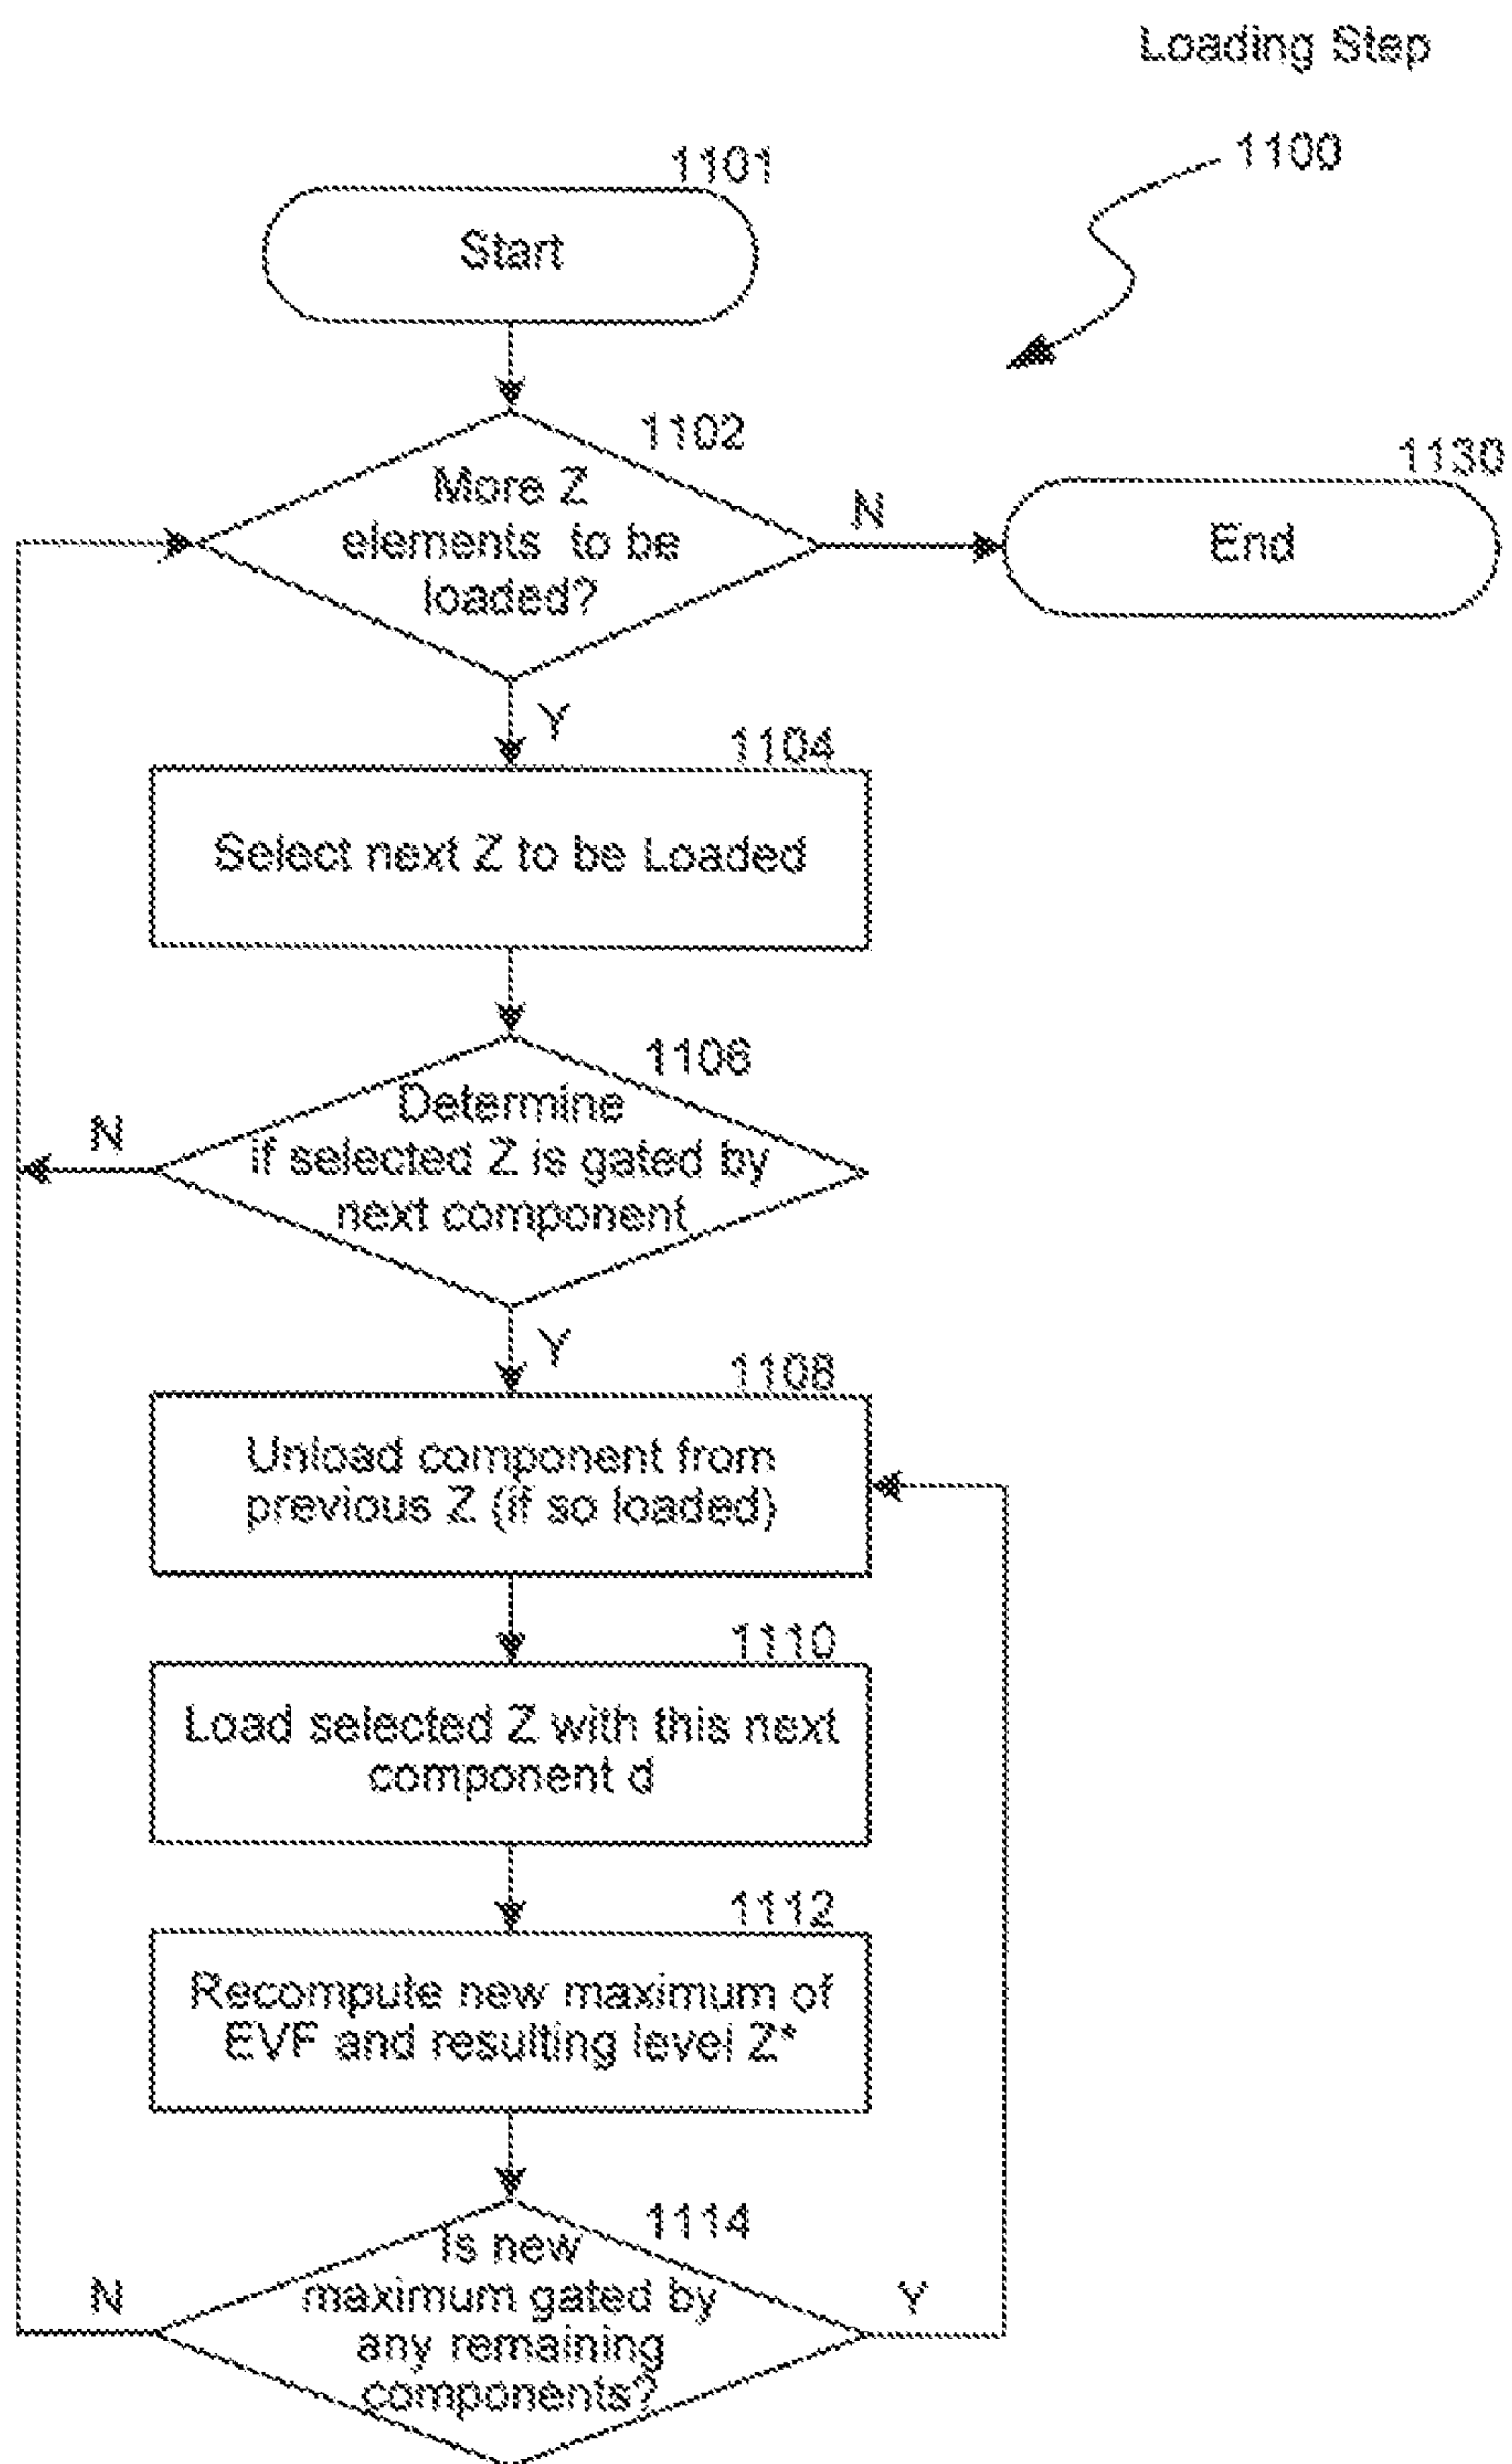 Loading Step
1100
1101
Start
1102
More Z
elements to be
loaded?
N
1130
End
Y
1104
Select next Z to be Loaded
1106
Determine
if selected Z is gated by
next component
N
Y
1108
Unload component from
previous Z (if so loaded)
1110
Load selected Z with this next
component d
1112
Recompute new maximum of
EVF and resulting level Z*
1114
Is new
maximum gated by
any remaining
components?
N
Y